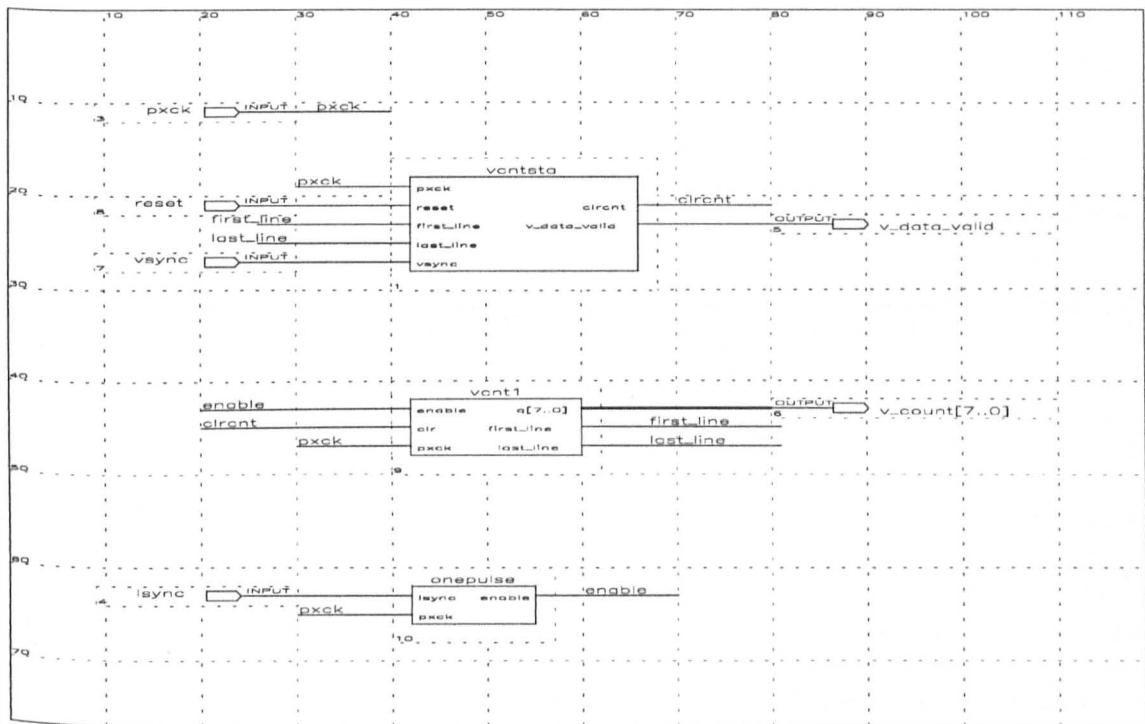 10 20 30 40 50 60 70 80 90 100 110
10
pxck INPUT pxck
3
vcntsta
pxck pxck
20
reset INPUT reset clrcnt clrcnt
8
first_line first_line v_data_valid OUTPUT v_data_valid
5
last_line last_line
vsync INPUT vsync
7
1
30
40
vcnt1
enable enable q[7..0] OUTPUT v_count[7..0]
6
clrcnt clr first_line first_line
pxck pxck last_line last_line
9
50
60
onepulse
lsync INPUT lsync enable enable
4
pxck pxck
10
70